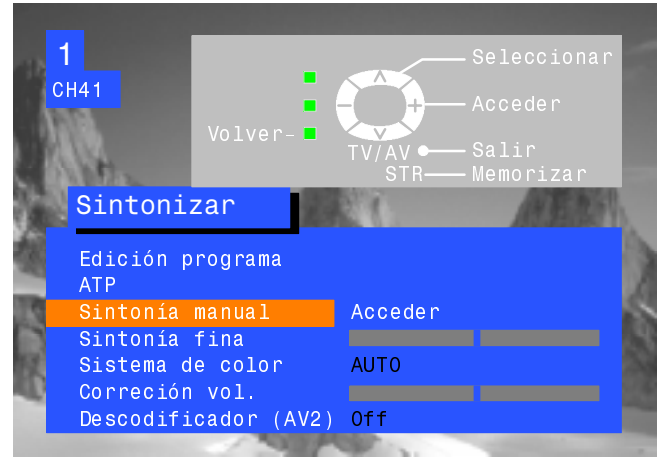 1
CH41
Seleccionar
Acceder
Volver
TV/AV Salir
STR Memorizar
Sintonizar
Edición programa
ATP
Sintonía manual Acceder
Sintonía fina
Sistema de color AUTO
Correción vol.
Descodificador (AV2) Off